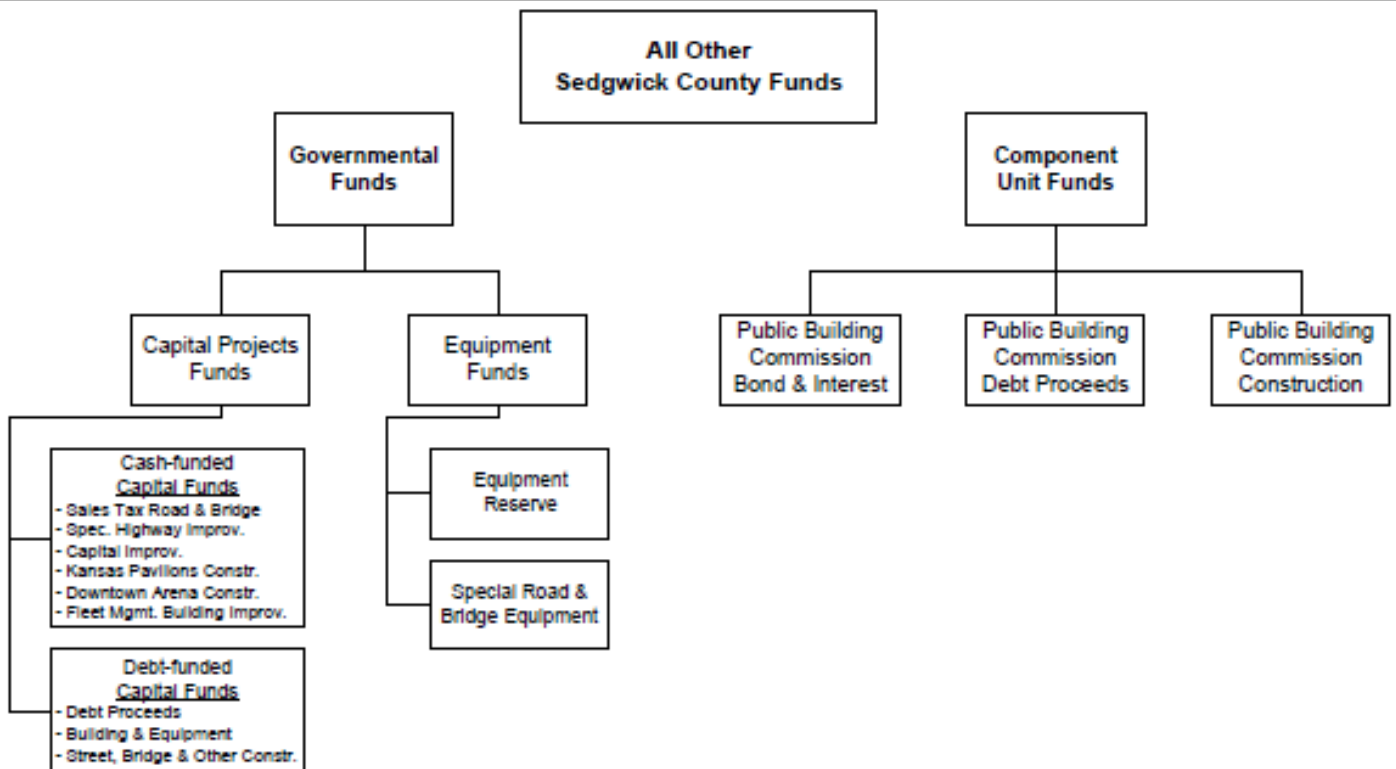 All Other
Sedgwick County Funds
Governmental
Funds
Component
Unit Funds
Capital Projects
Funds
Equipment
Funds
Public Building
Commission
Bond & Interest
Public Building
Commission
Debt Proceeds
Public Building
Commission
Construction
Cash-funded
Capital Funds
- Sales Tax Road & Bridge
- Spec. Highway Improv.
- Capital Improv.
- Kansas Pavilions Constr.
- Downtown Arena Constr.
- Fleet Mgmt. Building Improv.
Equipment
Reserve
Special Road &
Bridge Equipment
Debt-funded
Capital Funds
- Debt Proceeds
- Building & Equipment
- Street, Bridge & Other Constr.